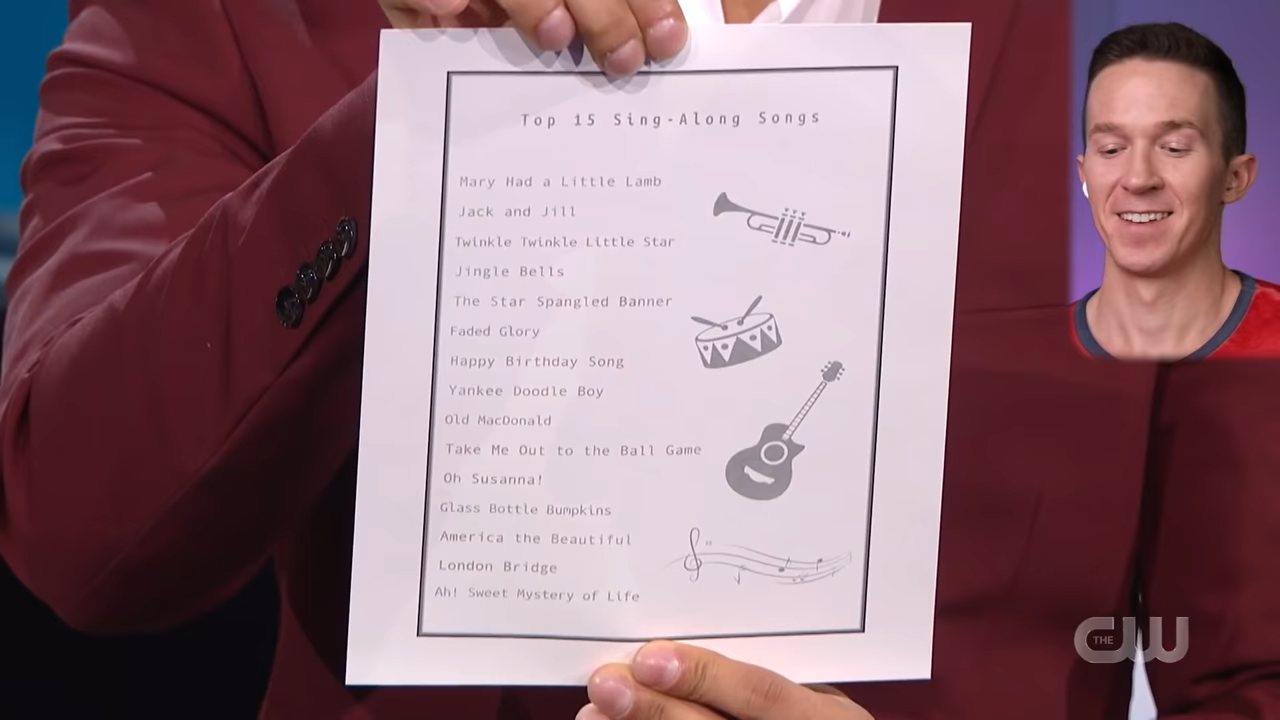 Top 15 Sing-Along Songs
Mary Had a Little Lamb
Jack and Jill
Twinkle Twinkle Little Star
Jingle Bells
The Star Spangled Banner
Faded Glory
Happy Birthday Song
Yankee Doodle Boy
Old MacDonald
Take Me Out to the Ball Game
Oh Susanna!
Glass Bottle Bumpkins
America the Beautiful
London Bridge
Ah! Sweet Mystery of Life
THE CW